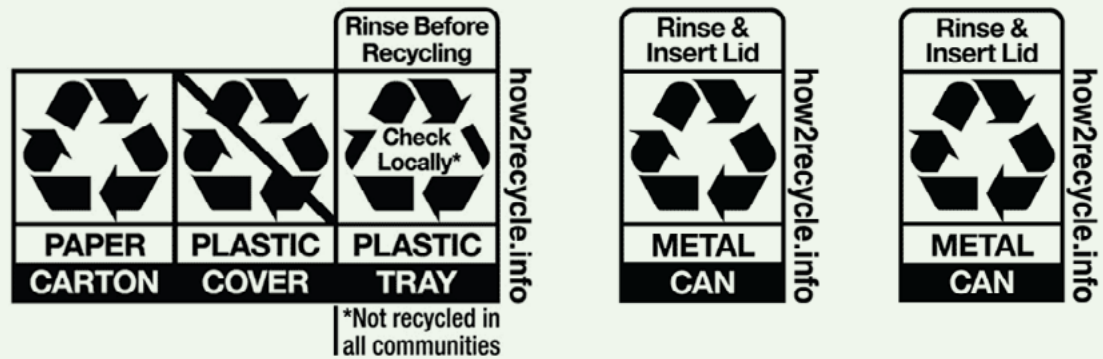 Rinse Before
Recycling
Check
Locally*
PAPER
CARTON
PLASTIC
COVER
PLASTIC
TRAY
*Not recycled in
all communities
how2recycle.info
Rinse &
Insert Lid
METAL
CAN
how2recycle.info
Rinse &
Insert Lid
METAL
CAN
how2recycle.info